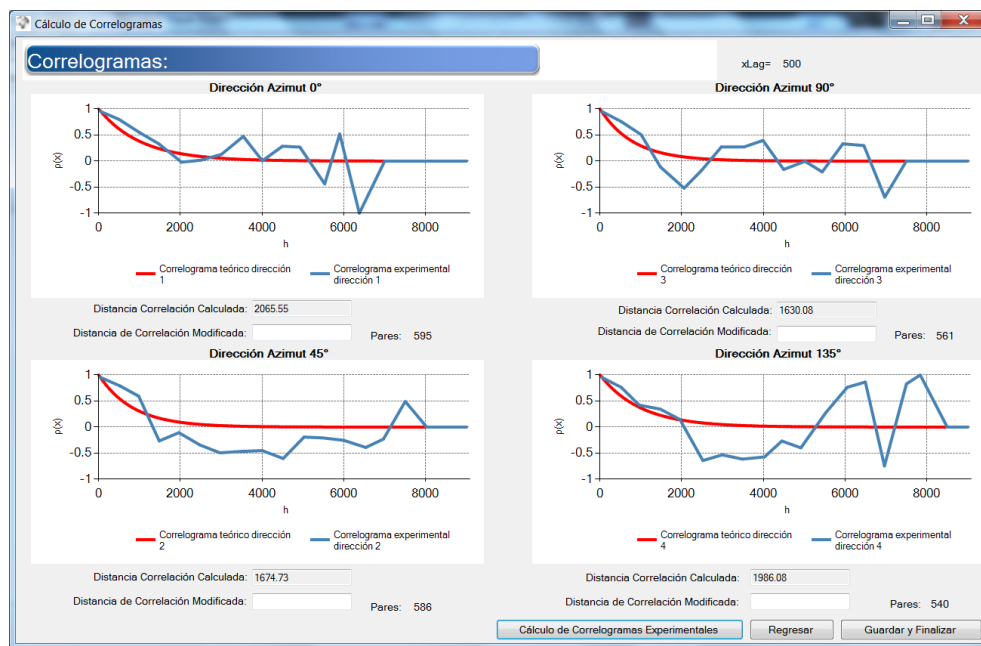 Cálculo de Correlogramas
Correlogramas:
xLag= 500
Dirección Azimut 0°
1
0.5
0
-0.5
-1
ρ(x)
0 2000 4000 6000 8000
h
Correlograma teórico dirección
1
Correlograma experimental
dirección 1
Distancia Correlación Calculada: 2065.55
Distancia de Correlación Modificada:
Pares: 595
Dirección Azimut 90°
1
0.5
0
-0.5
-1
ρ(x)
0 2000 4000 6000 8000
h
Correlograma teórico dirección
3
Correlograma experimental
dirección 3
Distancia Correlación Calculada: 1630.08
Distancia de Correlación Modificada:
Pares: 561
Dirección Azimut 45°
1
0.5
0
-0.5
-1
ρ(x)
0 2000 4000 6000 8000
h
Correlograma teórico dirección
2
Correlograma experimental
dirección 2
Distancia Correlación Calculada: 1674.73
Distancia de Correlación Modificada:
Pares: 586
Dirección Azimut 135°
1
0.5
0
-0.5
-1
ρ(x)
0 2000 4000 6000 8000
h
Correlograma teórico dirección
4
Correlograma experimental
dirección 4
Distancia Correlación Calculada: 1986.08
Distancia de Correlación Modificada:
Pares: 540
Cálculo de Correlogramas Experimentales
Regresar
Guardar y Finalizar